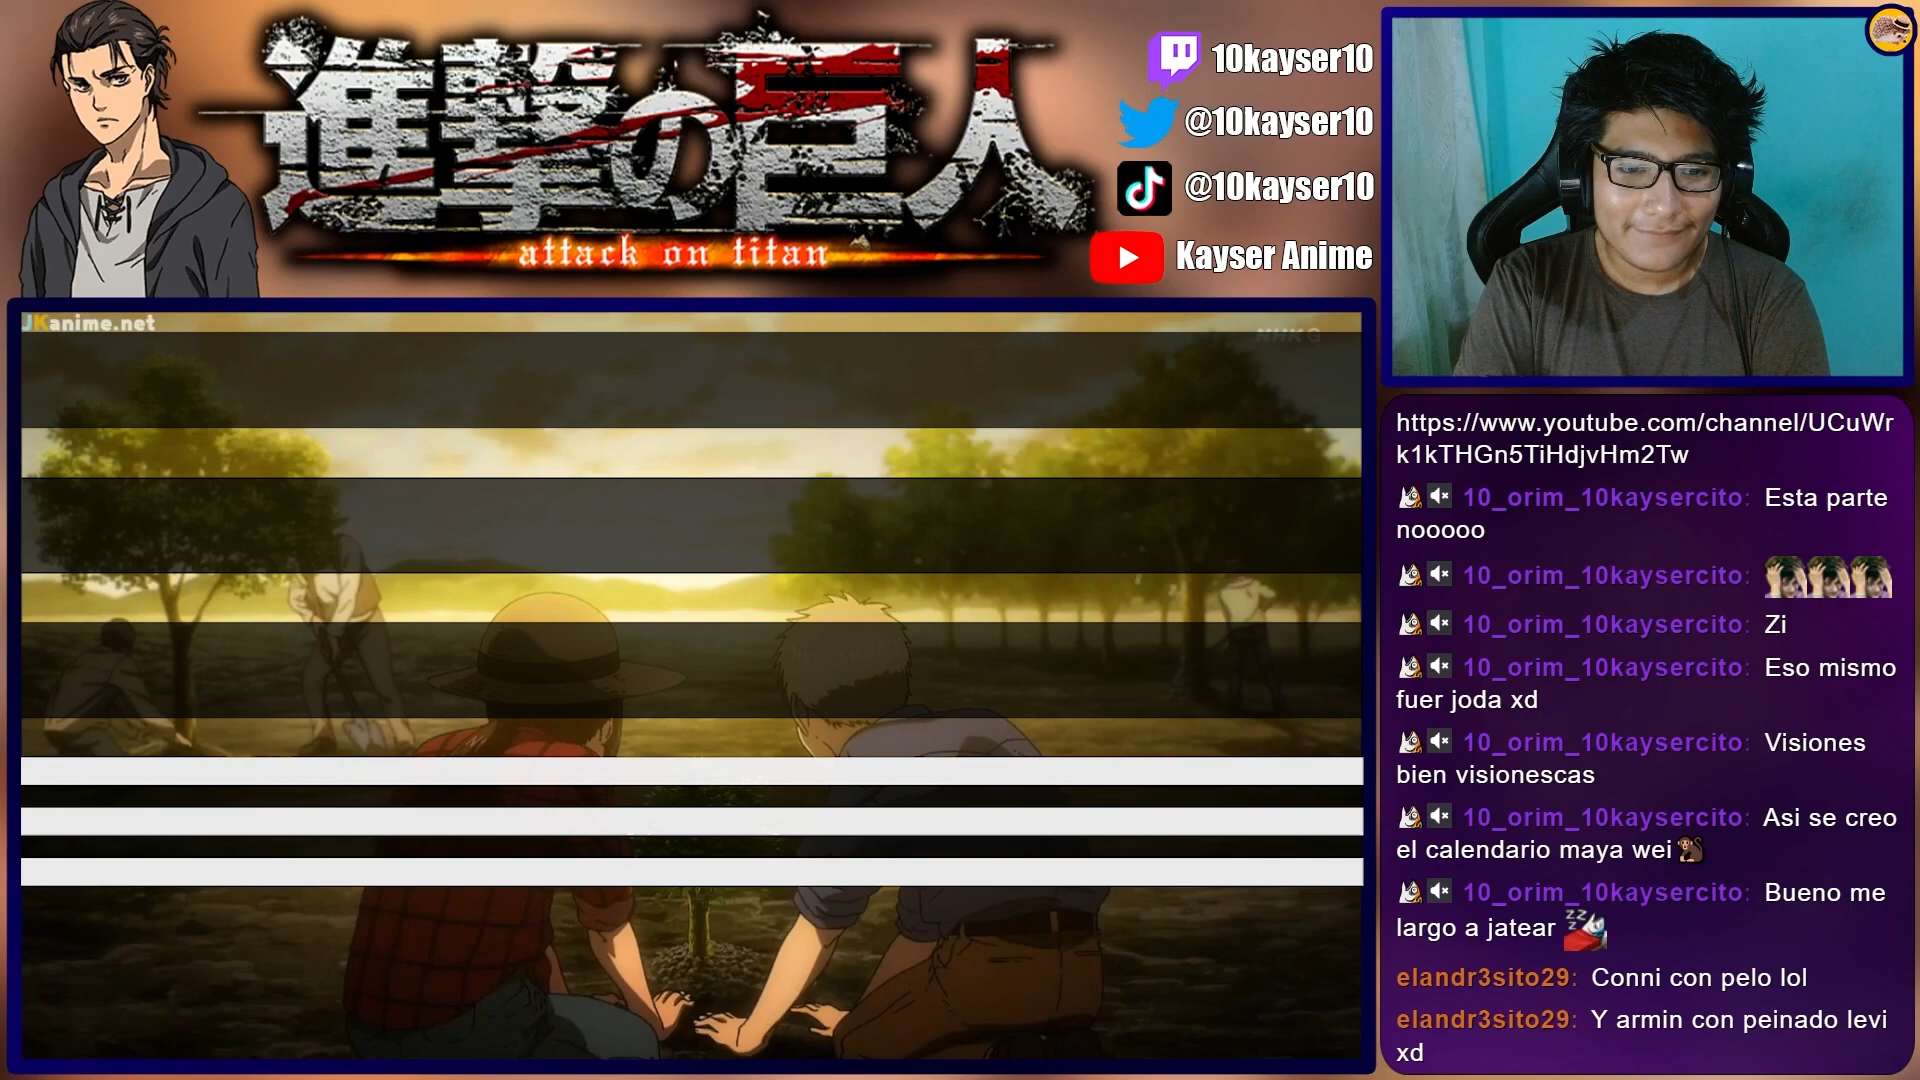 進撃の巨人
attack on titan
10kayser10
@10kayser10
@10kayser10
Kayser Anime
JKanime.net
NHK G
https://www.youtube.com/channel/UCuWr
k1kTHGn5TiHdjvHm2Tw
10_orim_10kaysercito: Esta parte
nooooo
10_orim_10kaysercito:
10_orim_10kaysercito: Zi
10_orim_10kaysercito: Eso mismo
fuer joda xd
10_orim_10kaysercito: Visiones
bien visionescas
10_orim_10kaysercito: Asi se creo
el calendario maya wei
10_orim_10kaysercito: Bueno me
largo a jatear
elandr3sito29: Conni con pelo lol
elandr3sito29: Y armin con peinado levi
xd